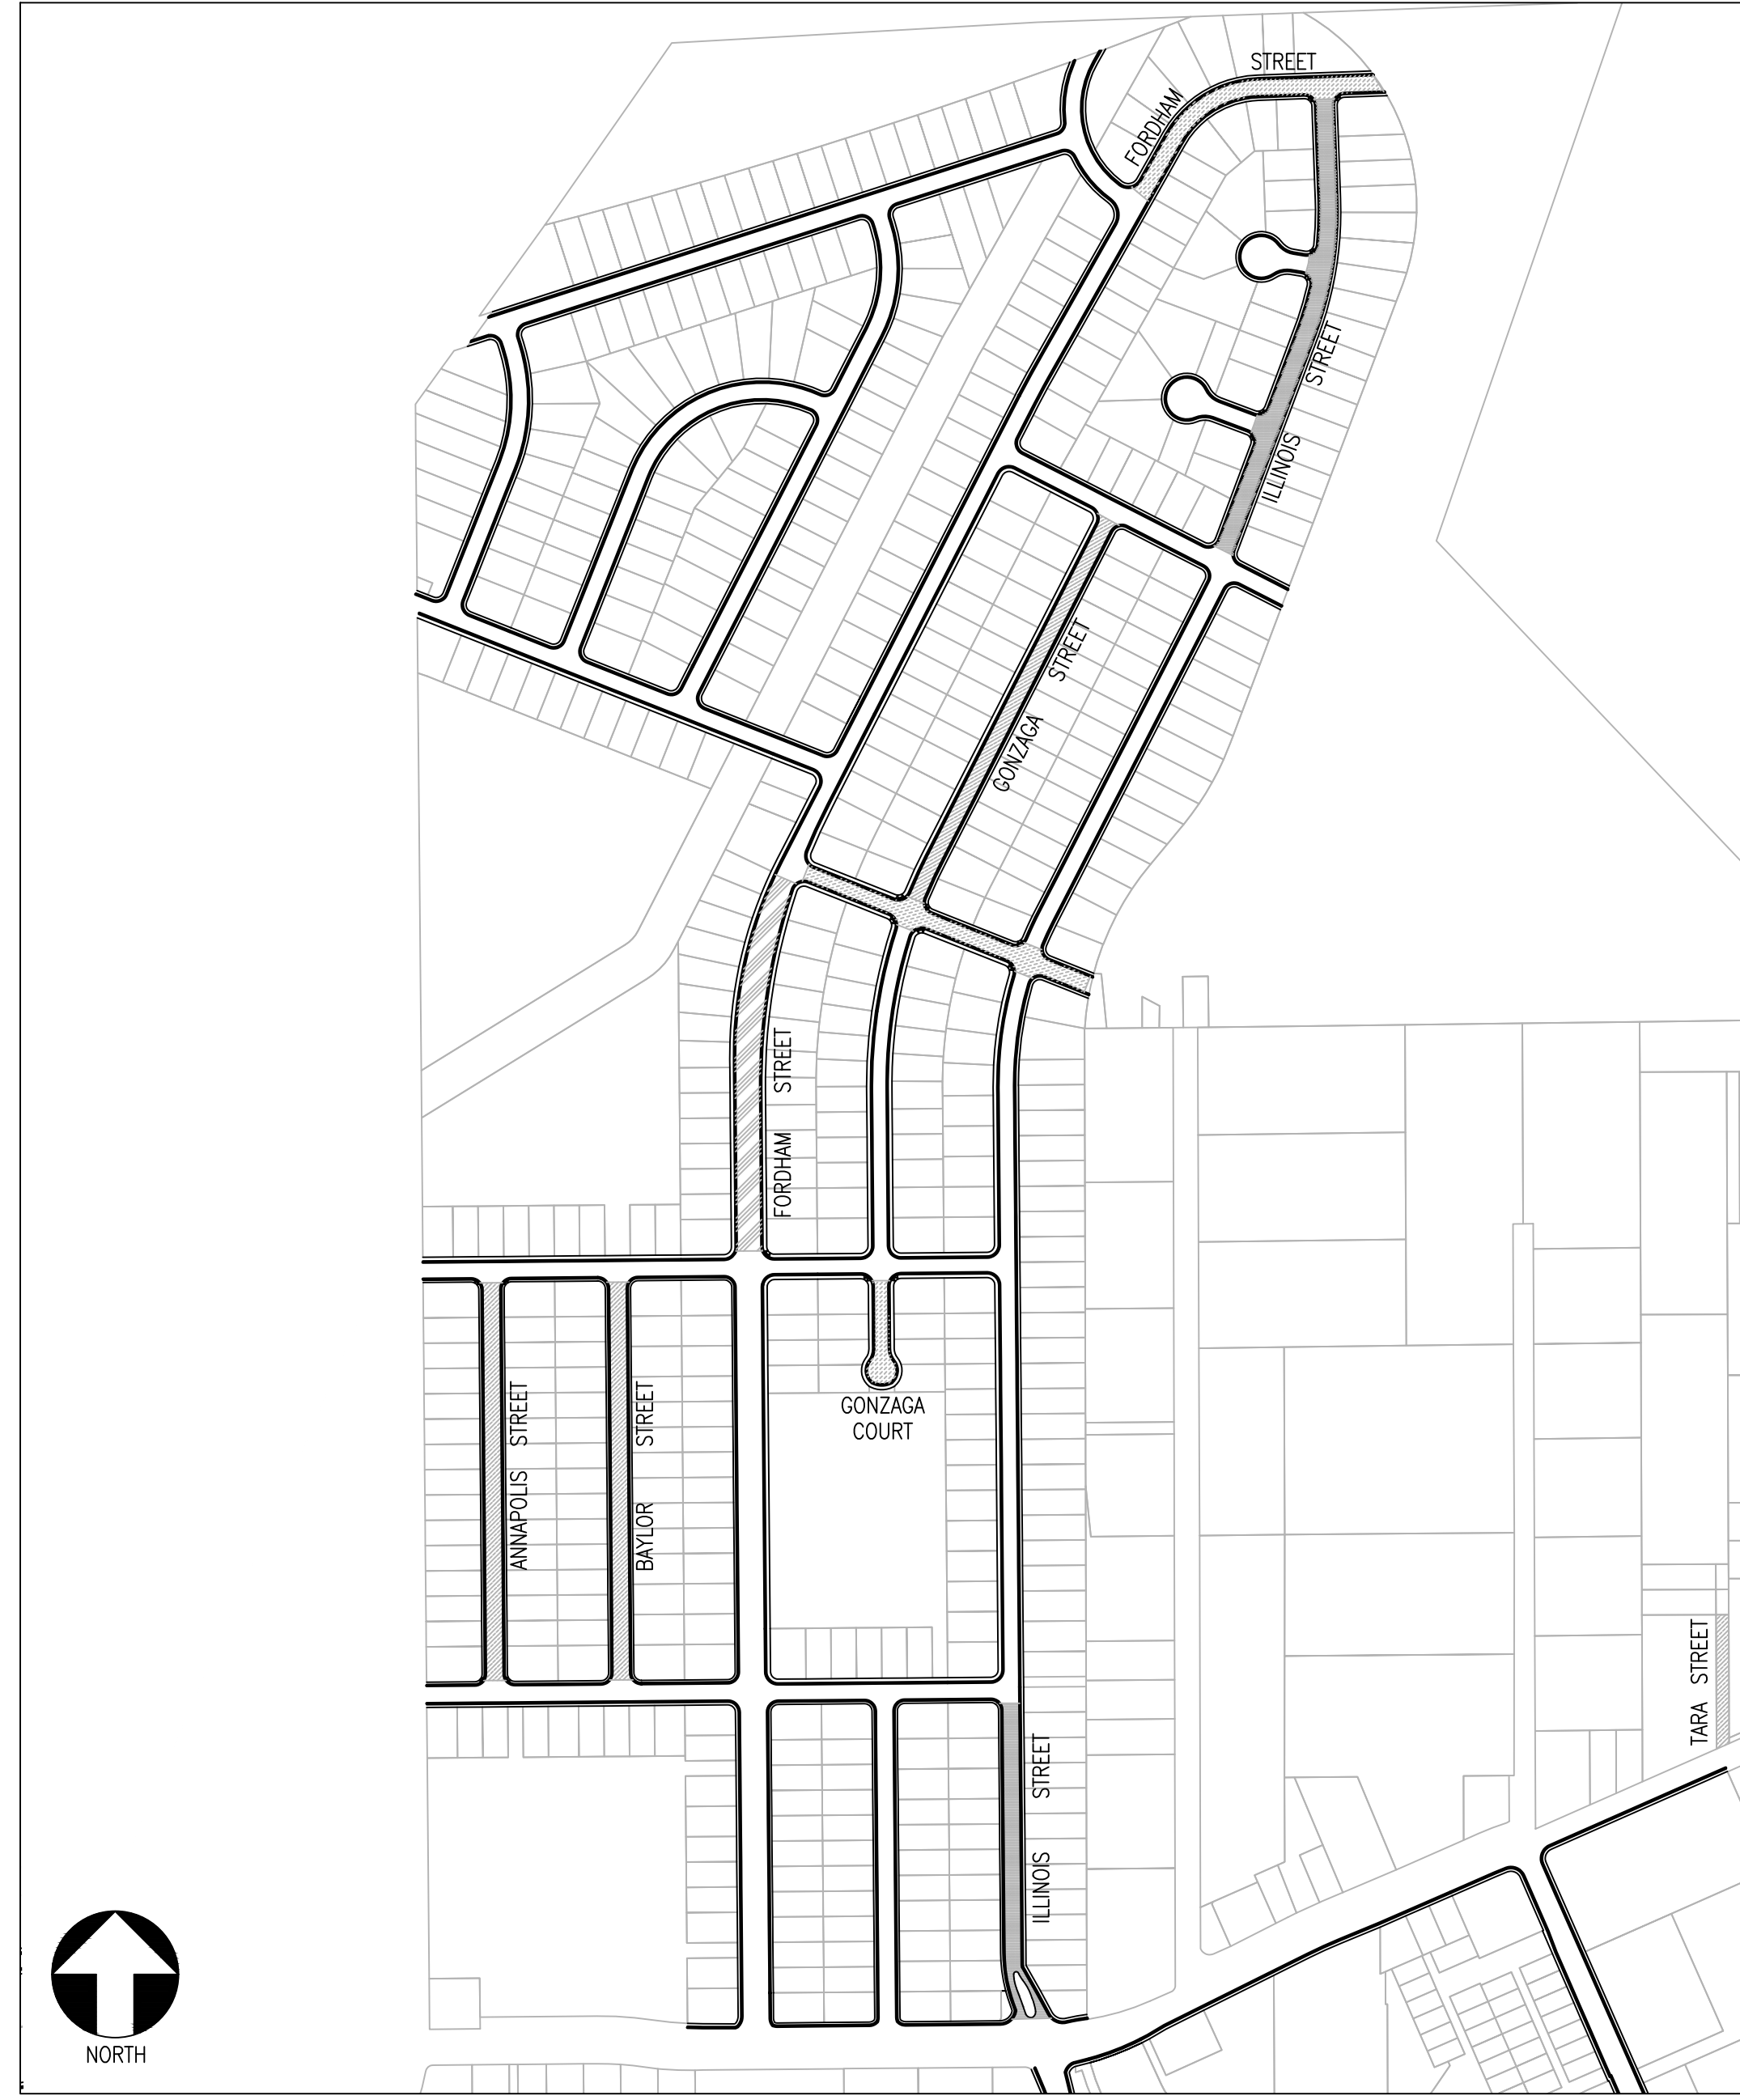 STREET
FORDHAM
STREET
ILLINOIS
STREET
GONZAGA
STREET
FORDHAM
GONZAGA
COURT
STREET
ANNAPOLIS
STREET
BAYLOR
STREET
TARA
STREET
ILLINOIS
NORTH